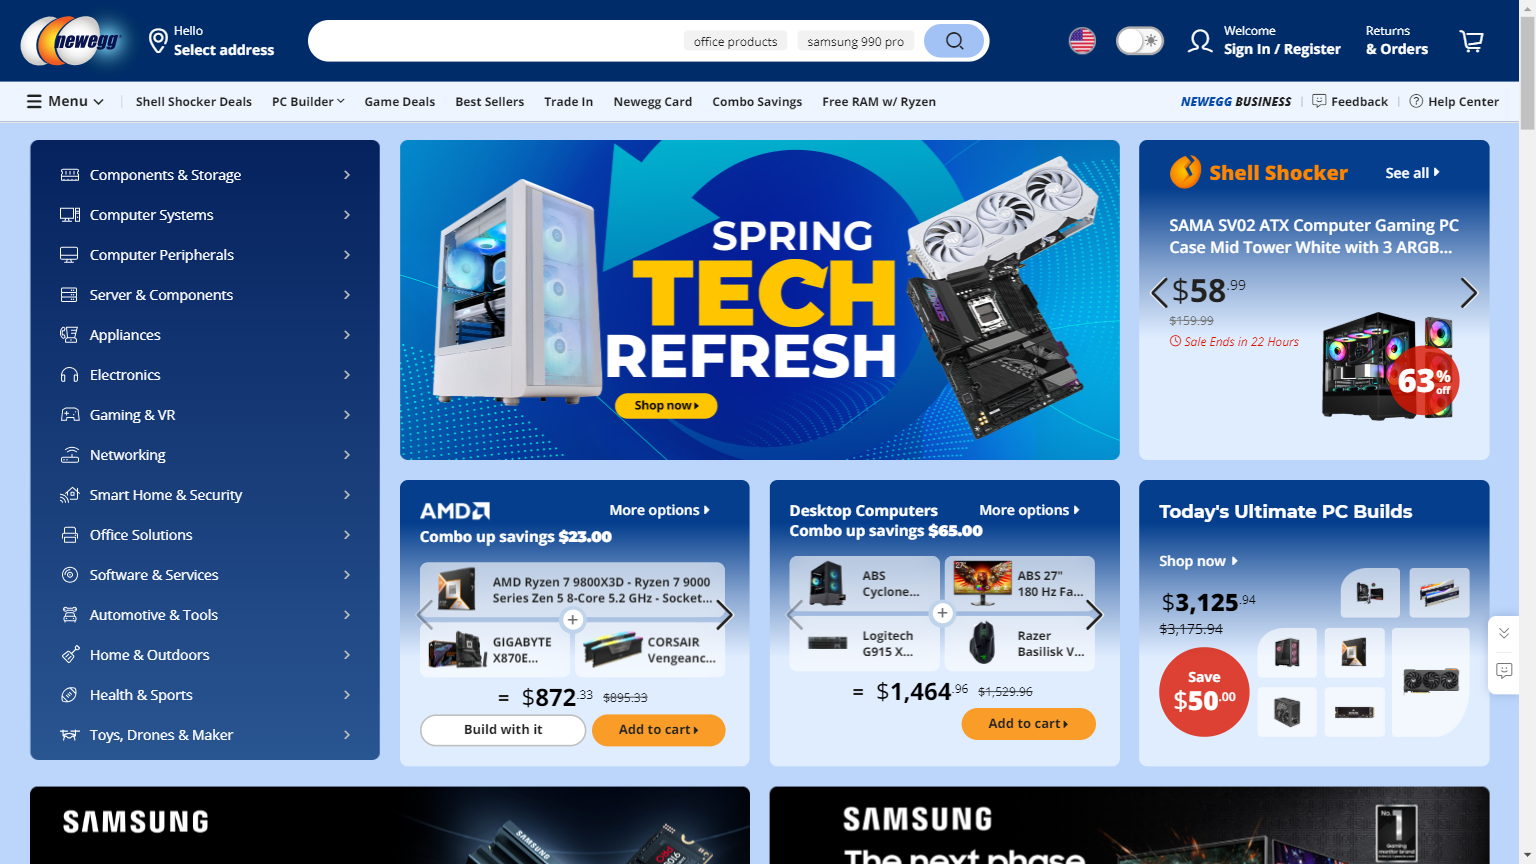 newegg
Hello
Select address
office products
samsung 990 pro
Welcome
Sign In / Register
Returns
& Orders
Menu
Shell Shocker Deals
PC Builder
Game Deals
Best Sellers
Trade In
Newegg Card
Combo Savings
Free RAM w/ Ryzen
NEWEGG BUSINESS
Feedback
Help Center
Components & Storage
Computer Systems
Computer Peripherals
Server & Components
Appliances
Electronics
Gaming & VR
Networking
Smart Home & Security
Office Solutions
Software & Services
Automotive & Tools
Home & Outdoors
Health & Sports
Toys, Drones & Maker
SPRING
TECH
REFRESH
Shop now
Shell Shocker
See all
SAMA SV02 ATX Computer Gaming PC
Case Mid Tower White with 3 ARGB...
$58.99
$159.99
Sale Ends in 22 Hours
63% off
AMD
More options
Combo up savings $23.00
AMD Ryzen 7 9800X3D - Ryzen 7 9000
Series Zen 5 8-Core 5.2 GHz - Socket...
+
GIGABYTE
X870E...
CORSAIR
Vengeanc...
= $872.33 $895.33
Build with it
Add to cart
Desktop Computers
More options
Combo up savings $65.00
ABS
Cyclone...
ABS 27"
180 Hz Fa...
+
Logitech
G915 X...
Razer
Basilisk V...
= $1,464.96 $1,529.96
Add to cart
Today's Ultimate PC Builds
Shop now
$3,125.94
$3,175.94
Save
$50.00
SAMSUNG
SAMSUNG
The next phase
No.1
Gaming
monitor brand